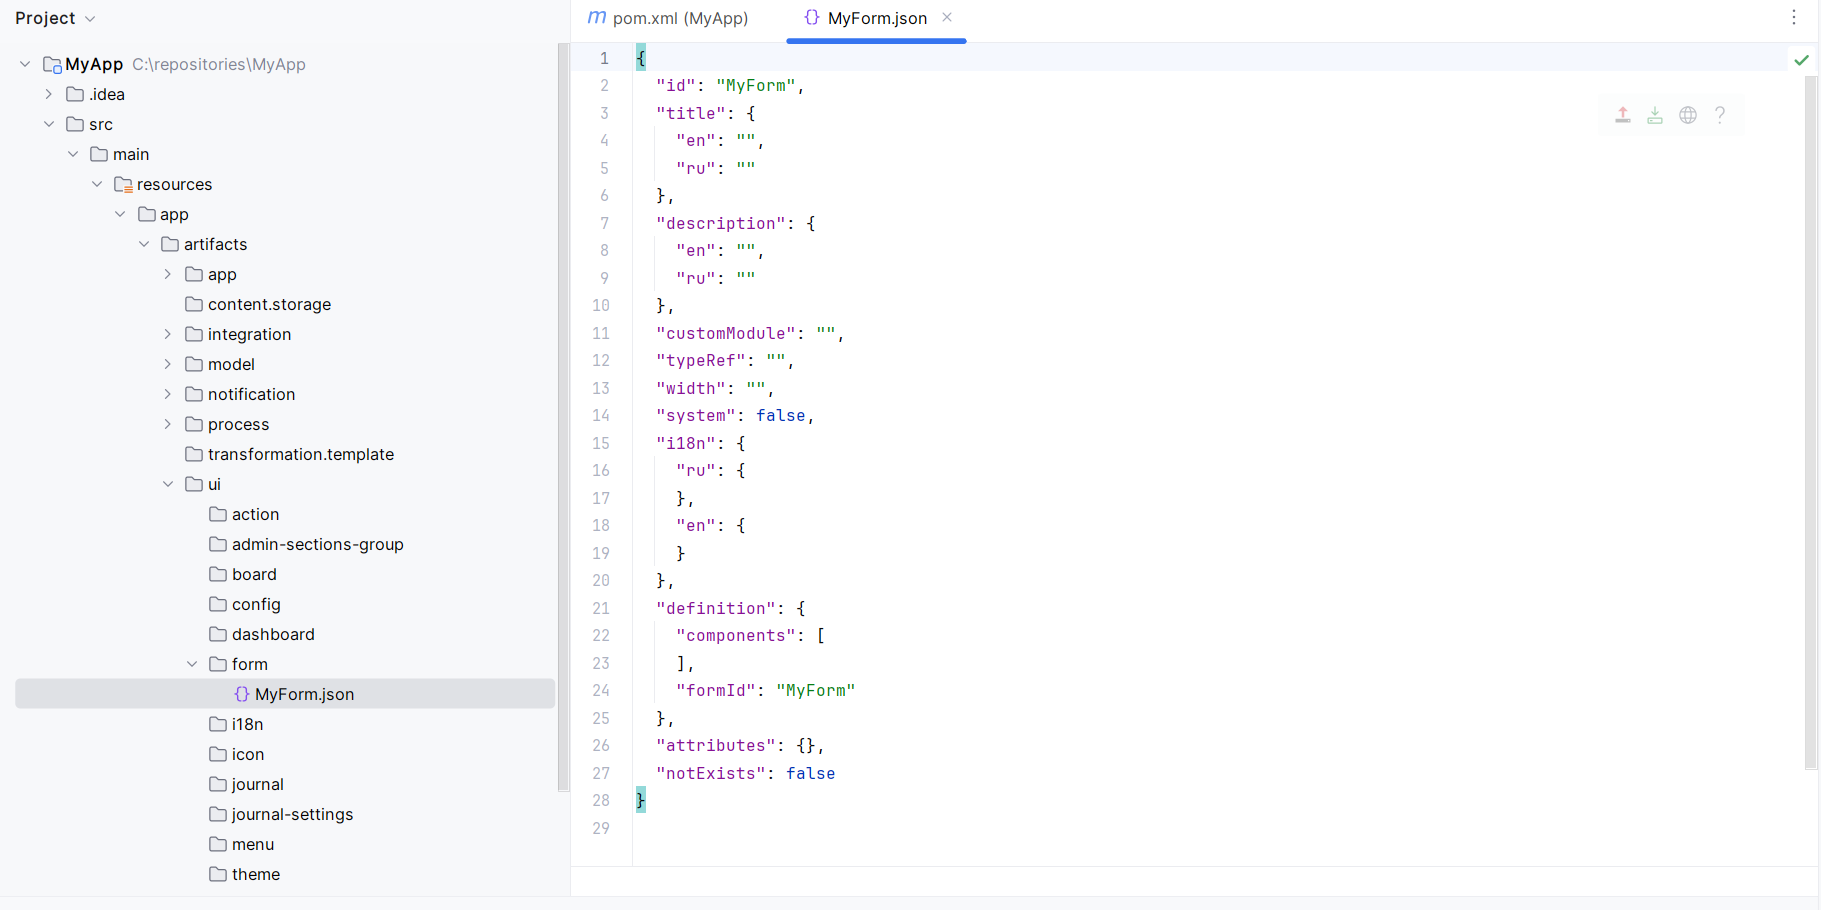 Project
pom.xml (MyApp)
MyForm.json
MyApp C:\repositories\MyApp
.idea
src
main
resources
app
artifacts
app
content.storage
integration
model
notification
process
transformation.template
ui
action
admin-sections-group
board
config
dashboard
form
MyForm.json
i18n
icon
journal
journal-settings
menu
theme
1 {
2 "id": "MyForm",
3 "title": {
4 "en": "",
5 "ru": ""
6 },
7 "description": {
8 "en": "",
9 "ru": ""
10 },
11 "customModule": "",
12 "typeRef": "",
13 "width": "",
14 "system": false,
15 "i18n": {
16 "ru": {
17 },
18 "en": {
19 }
20 },
21 "definition": {
22 "components": [
23 ],
24 "formId": "MyForm"
25 },
26 "attributes": {},
27 "notExists": false
28 }
29